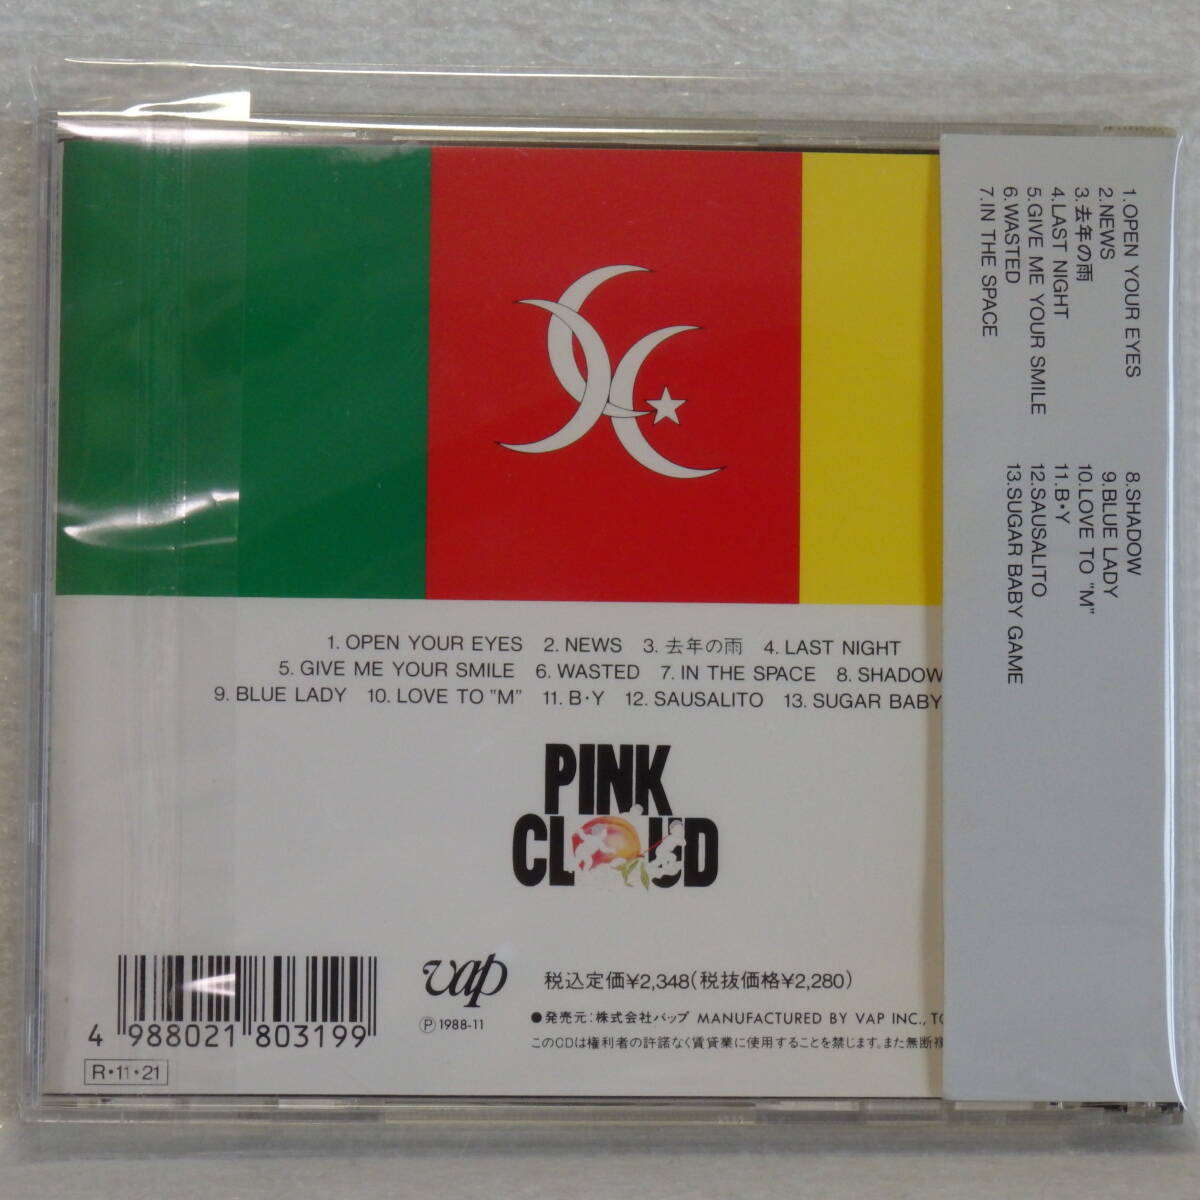 1.OPEN YOUR EYES
2.NEWS
3.去年の雨
4.LAST NIGHT
5.GIVE ME YOUR SMILE
6.WASTED
7.IN THE SPACE
8.SHADOW
9.BLUE LADY
10.LOVE TO "M"
11.B・Y
12.SAUSALITO
13.SUGAR BABY GAME
1. OPEN YOUR EYES 2. NEWS 3. 去年の雨 4. LAST NIGHT
5. GIVE ME YOUR SMILE 6. WASTED 7. IN THE SPACE 8. SHADOW
9. BLUE LADY 10. LOVE TO "M" 11. B・Y 12. SAUSALITO 13. SUGAR BABY
PINK
CLOUD
vap 税込定価¥2,348(税抜価格¥2,280)
Ⓟ1988-11 ●発売元:株式会社バップ MANUFACTURED BY VAP INC.,
このCDは権利者の許諾なく賃貸業に使用することを禁じます。また無断
4 988021 803199
R・11・21